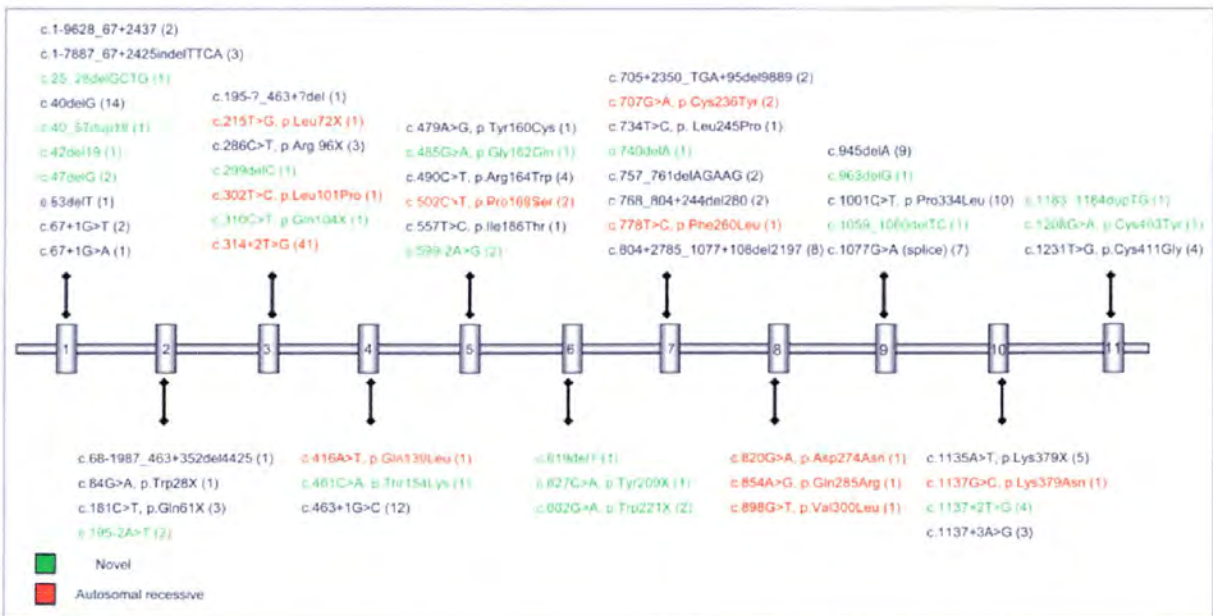 c.1-9628_67+2437 (2)
c.1-7887_67+2425indelTTCA (3)
c.25_28delGCTG (1)
c.40delG (14)
c.40_57dup18 (1)
c.42del19 (1)
c.47delG (2)
c.53delT (1)
c.67+1G>T (2)
c.67+1G>A (1)
c.195-?_463+?del (1)
c.215T>G, p.Leu72X (1)
c.286C>T, p.Arg 96X (3)
c.299delC (1)
c.302T>C, p.Leu101Pro (1)
c.310C>T, p.Gln104X (1)
c.314+2T>G (41)
c.479A>G, p.Tyr160Cys (1)
c.485G>A, p.Gly162Gln (1)
c.490C>T, p.Arg164Trp (4)
c.502C>T, p.Pro168Ser (2)
c.557T>C, p.Ile186Thr (1)
c.599-2A>G (2)
c.705+2350_TGA+95del9889 (2)
c.707G>A, p.Cys236Tyr (2)
c.734T>C, p. Leu245Pro (1)
c.740delA (1)
c.757_761delAGAAG (2)
c.768_804+244del280 (2)
c.778T>C, p.Phe260Leu (1)
c.804+2785_1077+108del2197 (8)
c.945delA (9)
c.963delG (1)
c.1001C>T, p.Pro334Leu (10)
c.1059_1060delTC (1)
c.1077G>A (splice) (7)
c.1183_1184dupTG (1)
c.1208G>A, p.Cys403Tyr (1)
c.1231T>G, p.Cys411Gly (4)
1 2 3 4 5 6 7 8 9 10 11
c.68-1987_463+352del4425 (1)
c.84G>A, p.Trp28X (1)
c.181C>T, p.Gln61X (3)
c.195-2A>T (2)
c.416A>T, p.Gln139Leu (1)
c.461C>A, p.Thr154Lys (1)
c.463+1G>C (12)
c.619delT (1)
c.627C>A, p.Tyr209X (1)
c.662G>A, p.Trp221X (2)
c.820G>A, p.Asp274Asn (1)
c.854A>G, p.Gln285Arg (1)
c.898G>T, p.Val300Leu (1)
c.1135A>T, p.Lys379X (5)
c.1137G>C, p.Lys379Asn (1)
c.1137+2T>G (4)
c.1137+3A>G (3)
Novel
Autosomal recessive